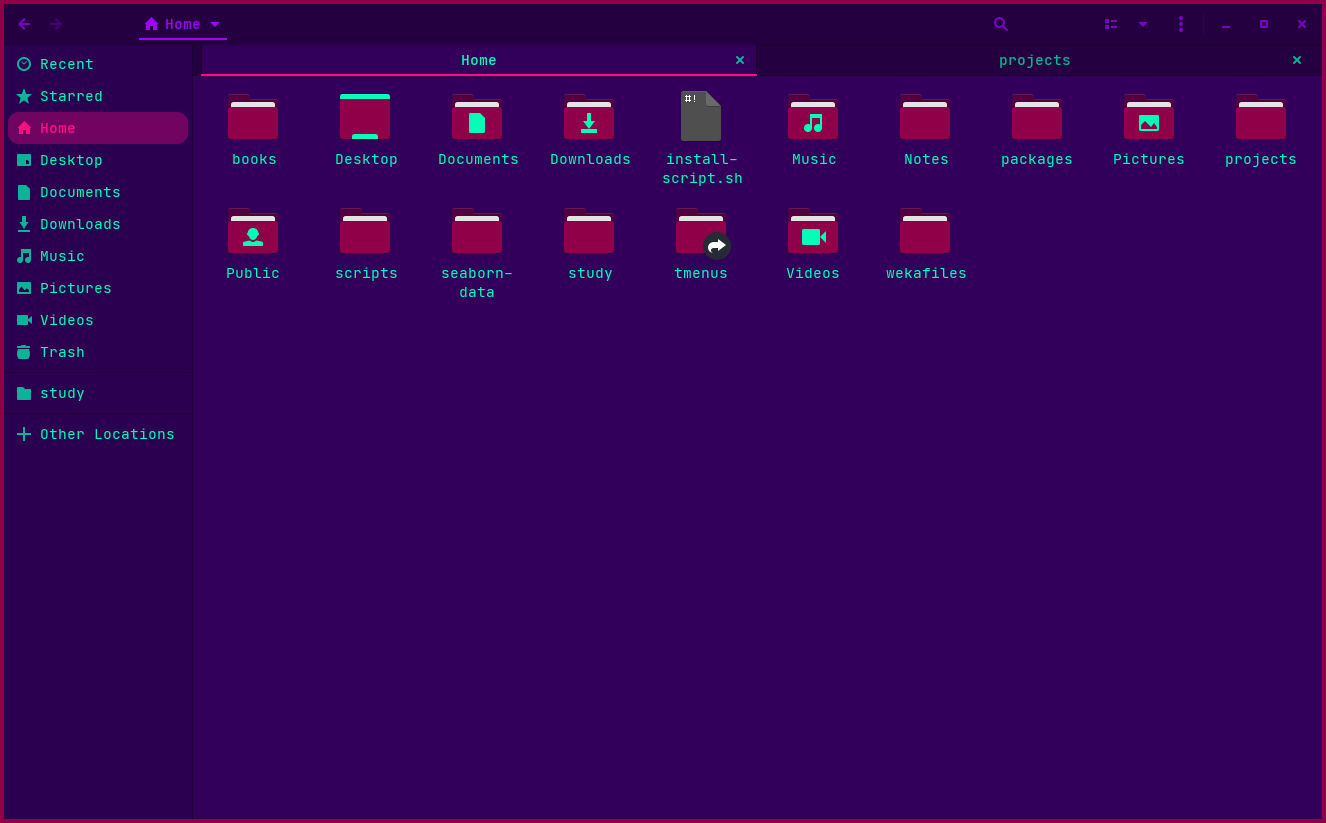 Home
Recent
Starred
Home
Desktop
Documents
Downloads
Music
Pictures
Videos
Trash
study
Other Locations
Home
projects
books
Desktop
Documents
Downloads
#!
install-
script.sh
Music
Notes
packages
Pictures
projects
Public
scripts
seaborn-
data
study
tmenus
Videos
wekafiles